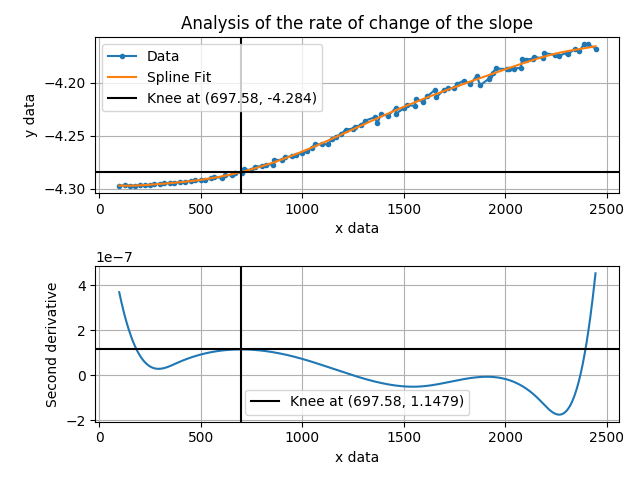 Analysis of the rate of change of the slope
Data
Spline Fit
Knee at (697.58, -4.284)
y data
−4.20
−4.25
−4.30
0 500 1000 1500 2000 2500
x data
1e−7
Second derivative
4
2
0
−2
Knee at (697.58, 1.1479)
0 500 1000 1500 2000 2500
x data